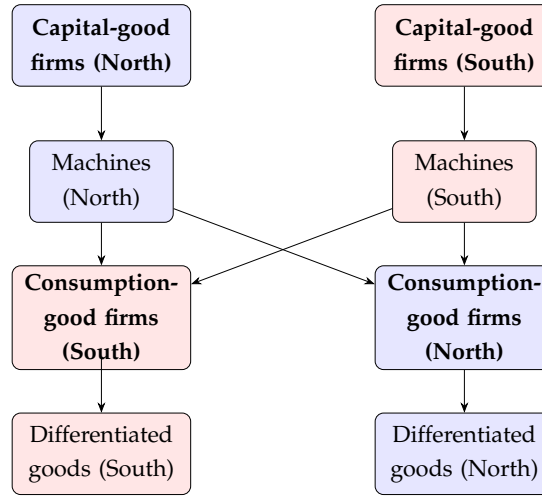 Capital-good
firms (North)
Capital-good
firms (South)
Machines
(North)
Machines
(South)
Consumption-
good firms
(South)
Consumption-
good firms
(North)
Differentiated
goods (South)
Differentiated
goods (North)